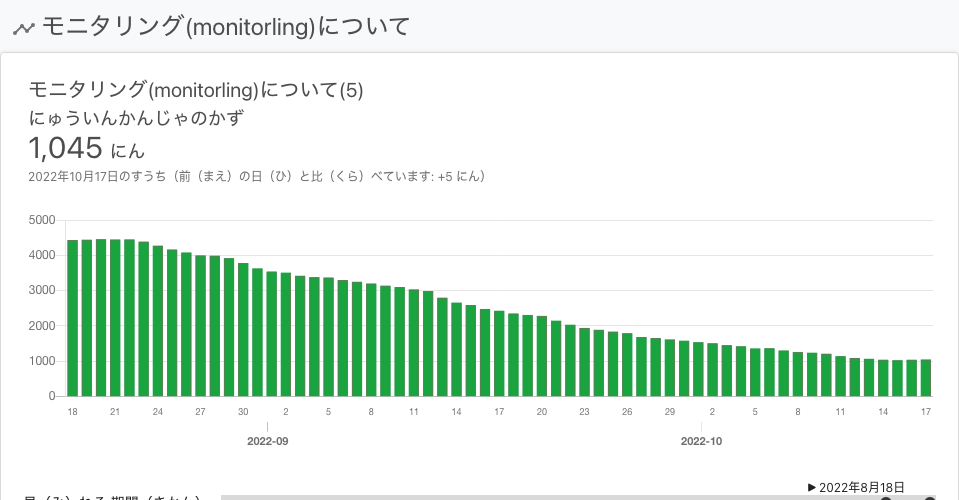 モニタリング(monitorling)について
モニタリング(monitorling)について(5)
にゅういんかんじゃのかず
1,045 にん
2022年10月17日のすうち（前（まえ）の日（ひ）と比（くら）べています: +5 にん）
5000
4000
3000
2000
1000
0
18 21 24 27 30 2 5 8 11 14 17 20 23 26 29 2 5 8 11 14 17
2022-09 2022-10
▶ 2022年8月18日